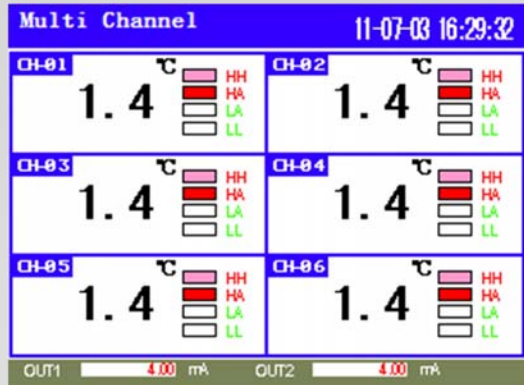 Multi Channel 11-07-03 16:29:32
CH-01 ℃ CH-02 ℃
1.4 HH HA LA LL 1.4 HH HA LA LL
CH-03 ℃ CH-04 ℃
1.4 HH HA LA LL 1.4 HH HA LA LL
CH-05 ℃ CH-06 ℃
1.4 HH HA LA LL 1.4 HH HA LA LL
OUT1 4.00 mA OUT2 4.00 mA